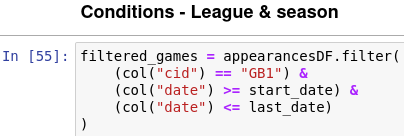 Conditions - League & season
In [55]: filtered_games = appearancesDF.filter(
    (col("cid") == "GB1") &
    (col("date") >= start_date) &
    (col("date") <= last_date)
)